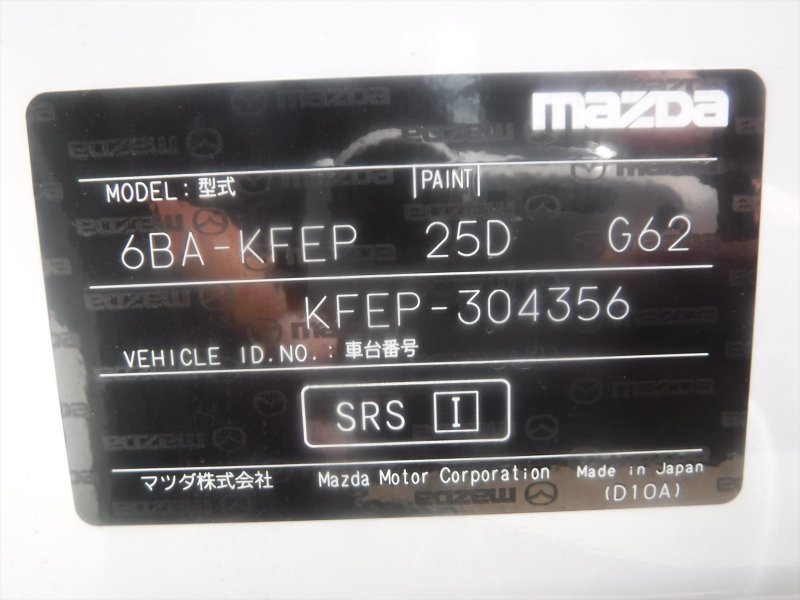 mazda
MODEL: 型式 PAINT
6BA-KFEP 25D G62
KFEP-304356
VEHICLE ID.NO.: 車台番号
SRS I
マツダ株式会社 Mazda Motor Corporation Made in Japan
(D10A)